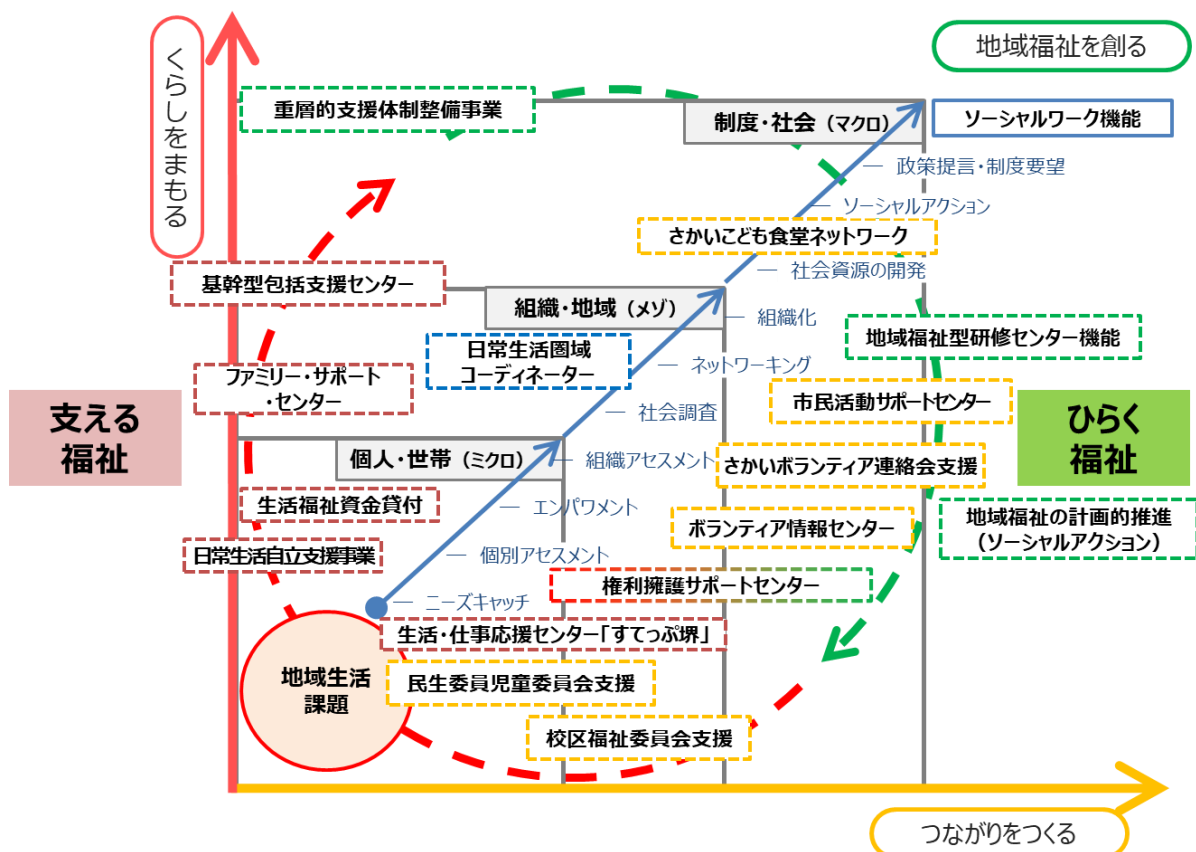 くらしをまもる
地域福祉を創る
重層的支援体制整備事業
制度・社会（マクロ）
ソーシャルワーク機能
政策提言・制度要望
ソーシャルアクション
さかいこども食堂ネットワーク
社会資源の開発
基幹型包括支援センター
組織・地域（メゾ）
組織化
地域福祉型研修センター機能
日常生活圏域
コーディネーター
ネットワーキング
ファミリー・サポート
・センター
市民活動サポートセンター
社会調査
支える
福祉
ひらく
福祉
個人・世帯（ミクロ）
組織アセスメント
さかいボランティア連絡会支援
生活福祉資金貸付
エンパワメント
ボランティア情報センター
地域福祉の計画的推進
（ソーシャルアクション）
日常生活自立支援事業
個別アセスメント
権利擁護サポートセンター
ニーズキャッチ
生活・仕事応援センター「すてっぷ堺」
地域生活
課題
民生委員児童委員会支援
校区福祉委員会支援
つながりをつくる